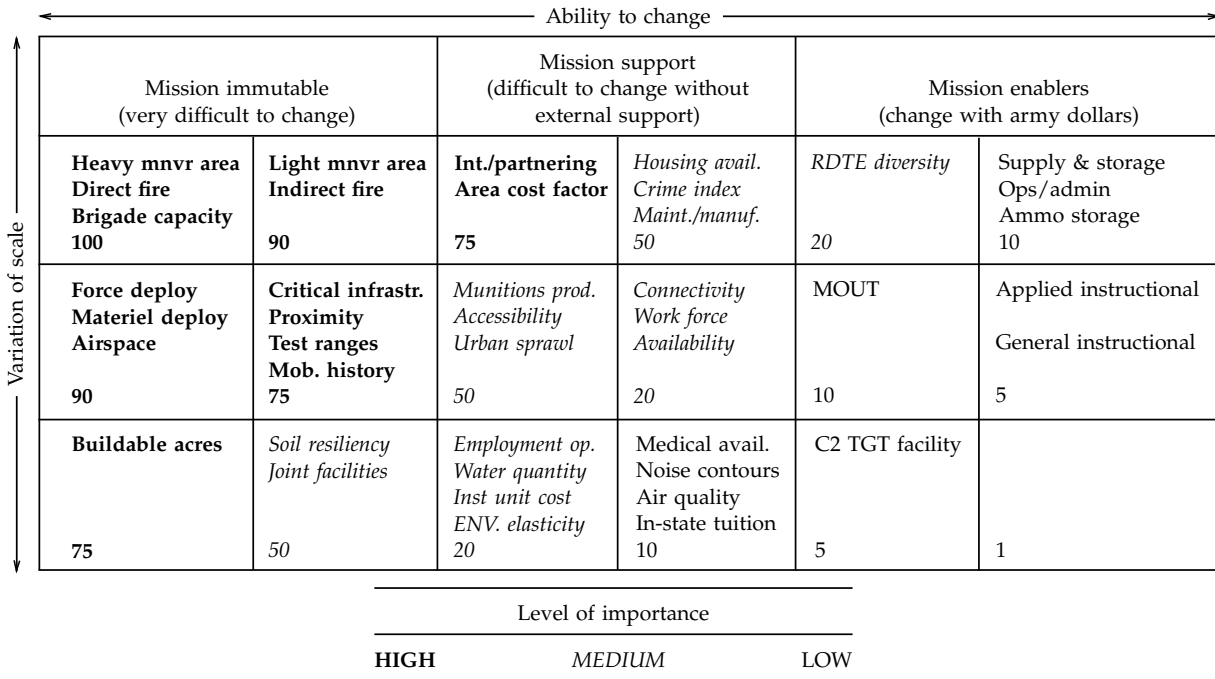 Ability to change
Variation of scale
Mission immutable
(very difficult to change)
Mission support
(difficult to change without
external support)
Mission enablers
(change with army dollars)
Heavy mnvr area
Direct fire
Brigade capacity
100
Light mnvr area
Indirect fire
90
Int./partnering
Area cost factor
75
Housing avail.
Crime index
Maint./manuf.
50
RDTE diversity
20
Supply & storage
Ops/admin
Ammo storage
10
Force deploy
Materiel deploy
Airspace
90
Critical infrastr.
Proximity
Test ranges
Mob. history
75
Munitions prod.
Accessibility
Urban sprawl
50
Connectivity
Work force
Availability
20
MOUT
10
Applied instructional
General instructional
5
Buildable acres
75
Soil resiliency
Joint facilities
50
Employment op.
Water quantity
Inst unit cost
ENV. elasticity
20
Medical avail.
Noise contours
Air quality
In-state tuition
10
C2 TGT facility
5
1
Level of importance
HIGH MEDIUM LOW